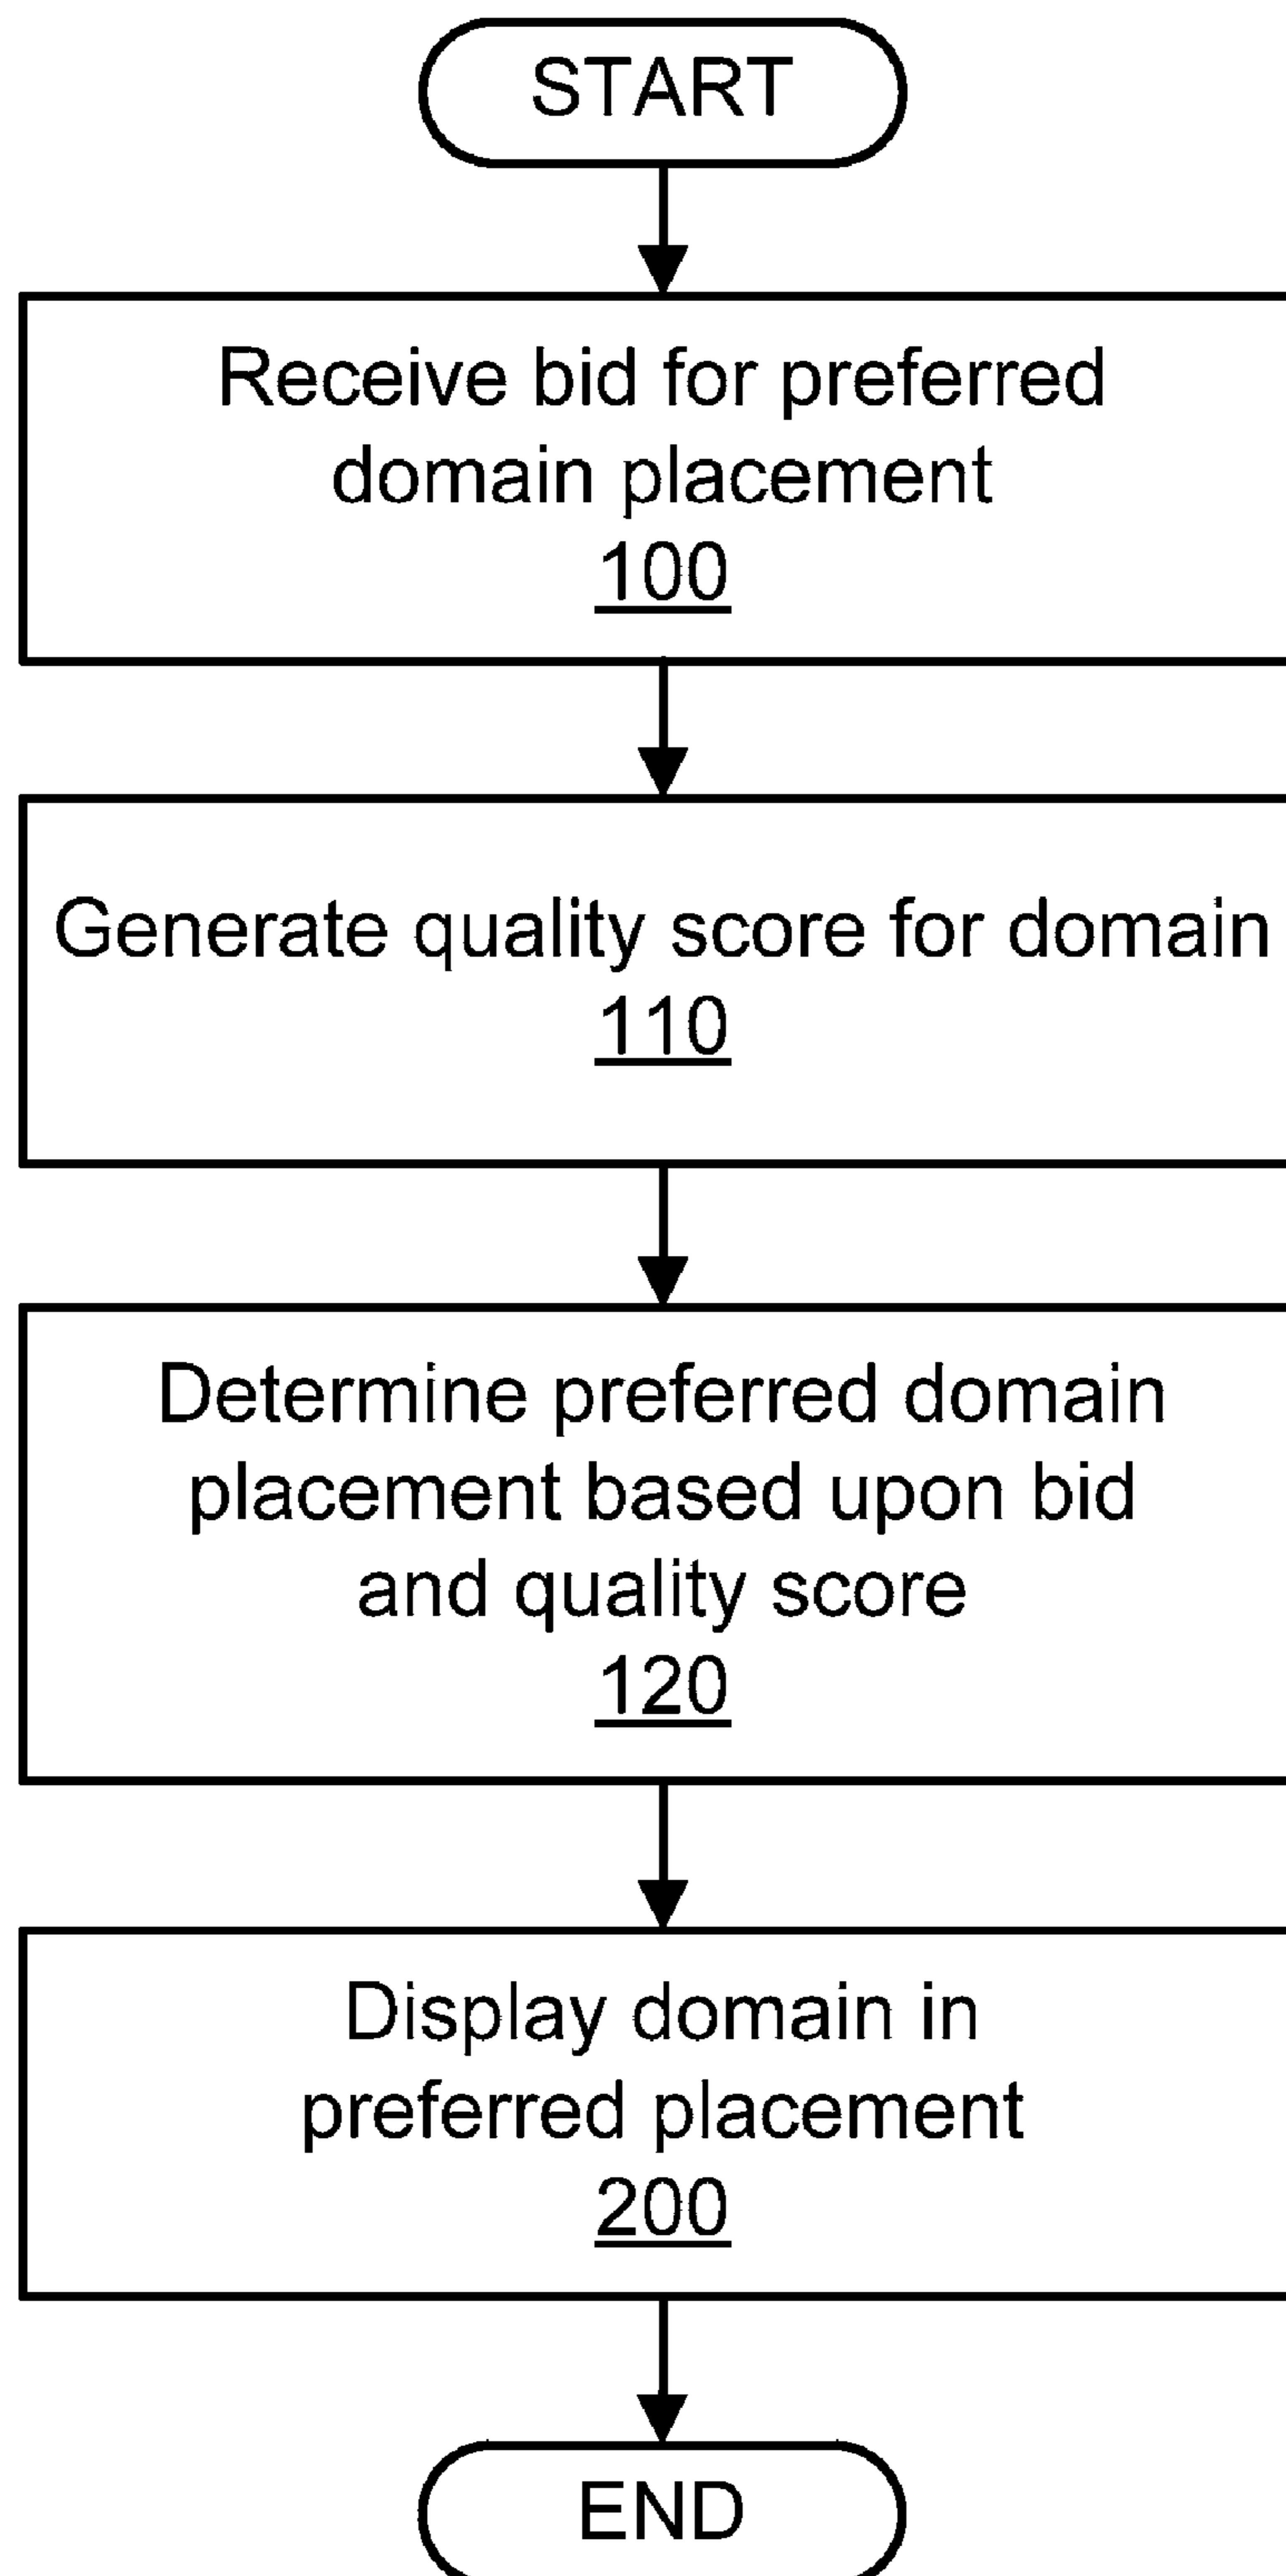 START
Receive bid for preferred
domain placement
100
Generate quality score for domain
110
Determine preferred domain
placement based upon bid
and quality score
120
Display domain in
preferred placement
200
END